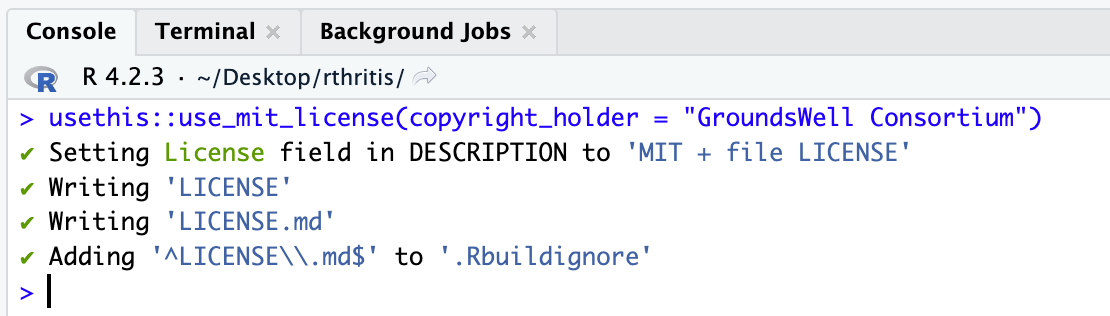 Console Terminal × Background Jobs ×
R R 4.2.3 · ~/Desktop/rthritis/
> usethis::use_mit_license(copyright_holder = "GroundsWell Consortium")
✔ Setting License field in DESCRIPTION to 'MIT + file LICENSE'
✔ Writing 'LICENSE'
✔ Writing 'LICENSE.md'
✔ Adding '^LICENSE\\.md$' to '.Rbuildignore'
>